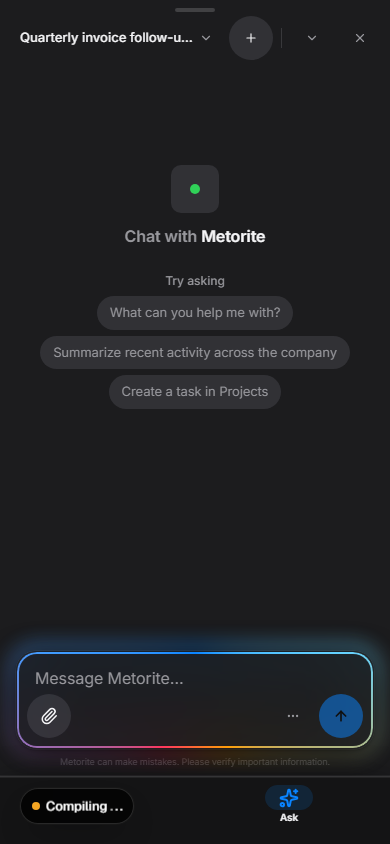 Quarterly invoice follow-u...
Chat with Metorite
Try asking
What can you help me with?
Summarize recent activity across the company
Create a task in Projects
Message Metorite...
Metorite can make mistakes. Please verify important information.
Compiling ...
Ask